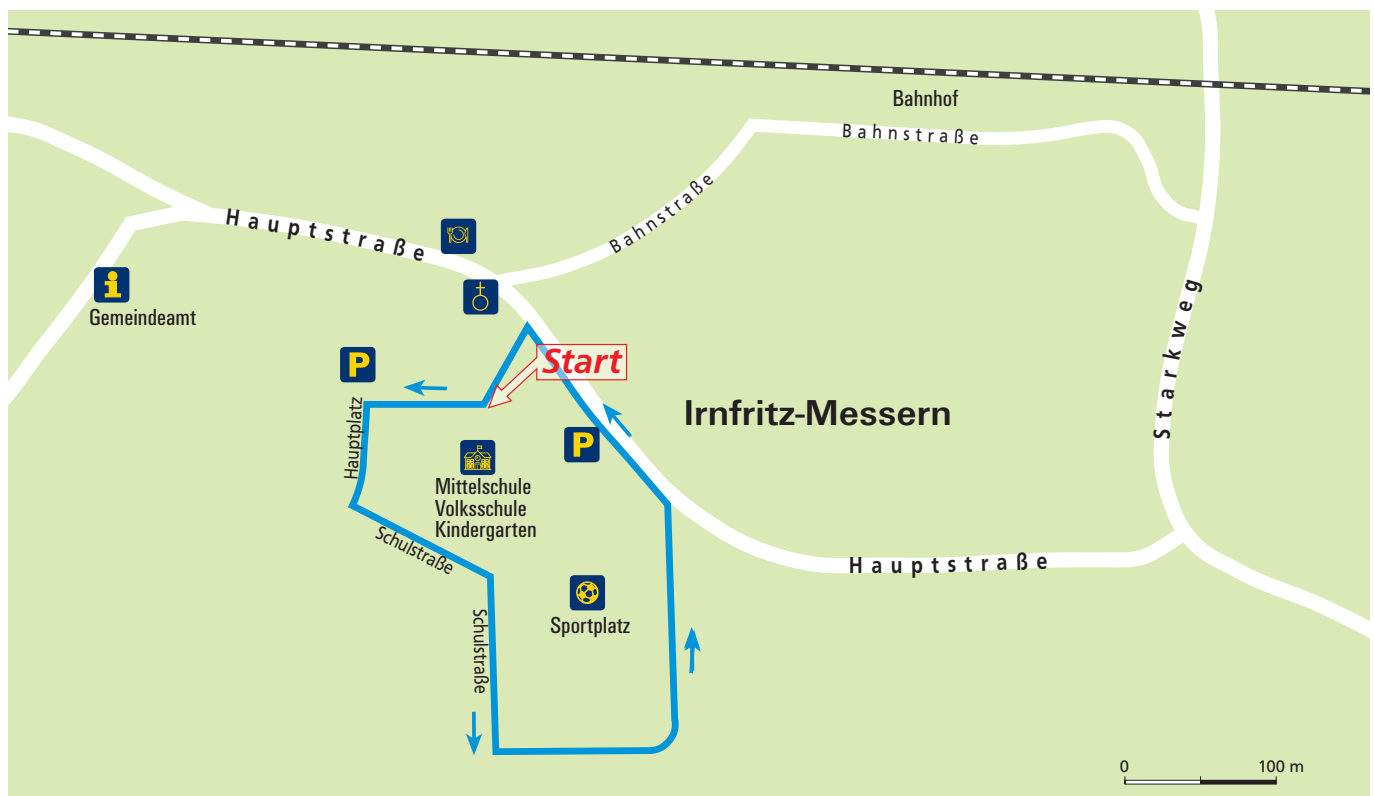 Bahnhof
Bahnstraße
Bahnstraße
Hauptstraße
Gemeindeamt
P
Start
Hauptplatz
Irnfritz-Messern
Starkweg
P
Mittelschule
Volksschule
Kindergarten
Schulstraße
Hauptstraße
Schulstraße
Sportplatz
0 100 m